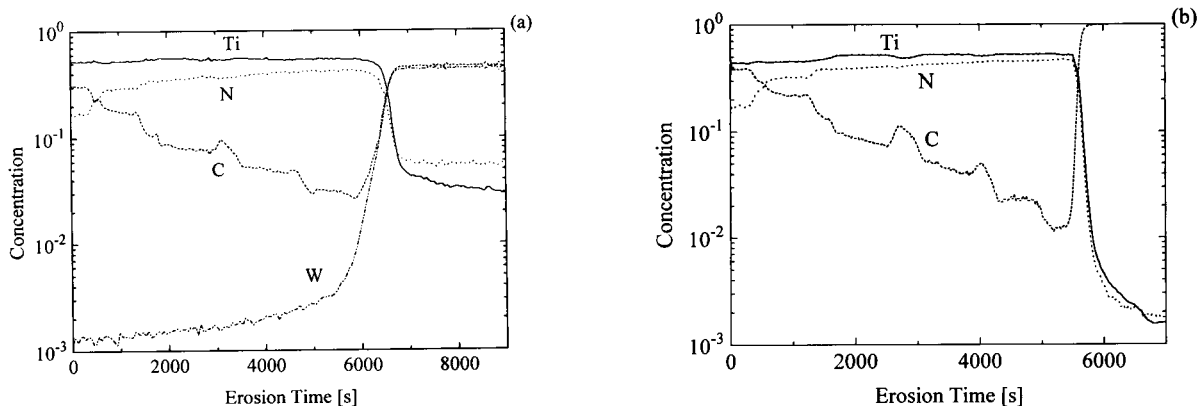 (a)
10^0
Ti
N
10^-1
C
Concentration
10^-2
W
10^-3
0
2000
4000
6000
8000
Erosion Time [s]
(b)
10^0
Ti
N
10^-1
C
Concentration
10^-2
10^-3
0
2000
4000
6000
Erosion Time [s]